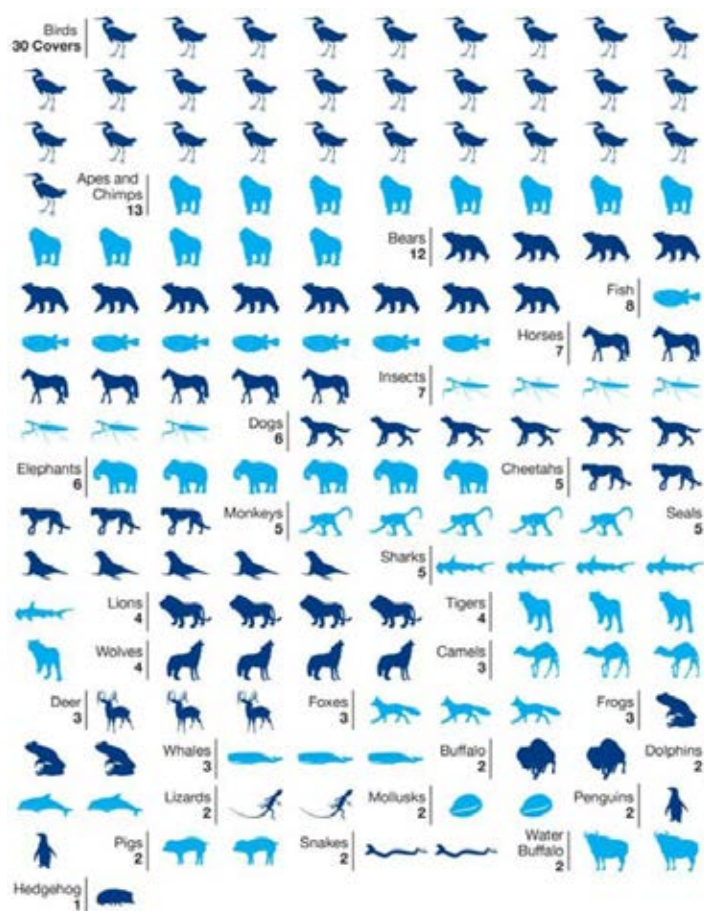 Birds
30 Covers
Apes and
Chimps
13
Bears
12
Fish
8
Horses
7
Insects
7
Dogs
6
Elephants
6
Cheetahs
5
Monkeys
5
Seals
5
Sharks
5
Lions
4
Tigers
4
Wolves
4
Camels
3
Deer
3
Foxes
3
Frogs
3
Whales
3
Buffalo
2
Dolphins
2
Lizards
2
Mollusks
2
Penguins
2
Pigs
2
Snakes
2
Water
Buffalo
2
Hedgehog
1